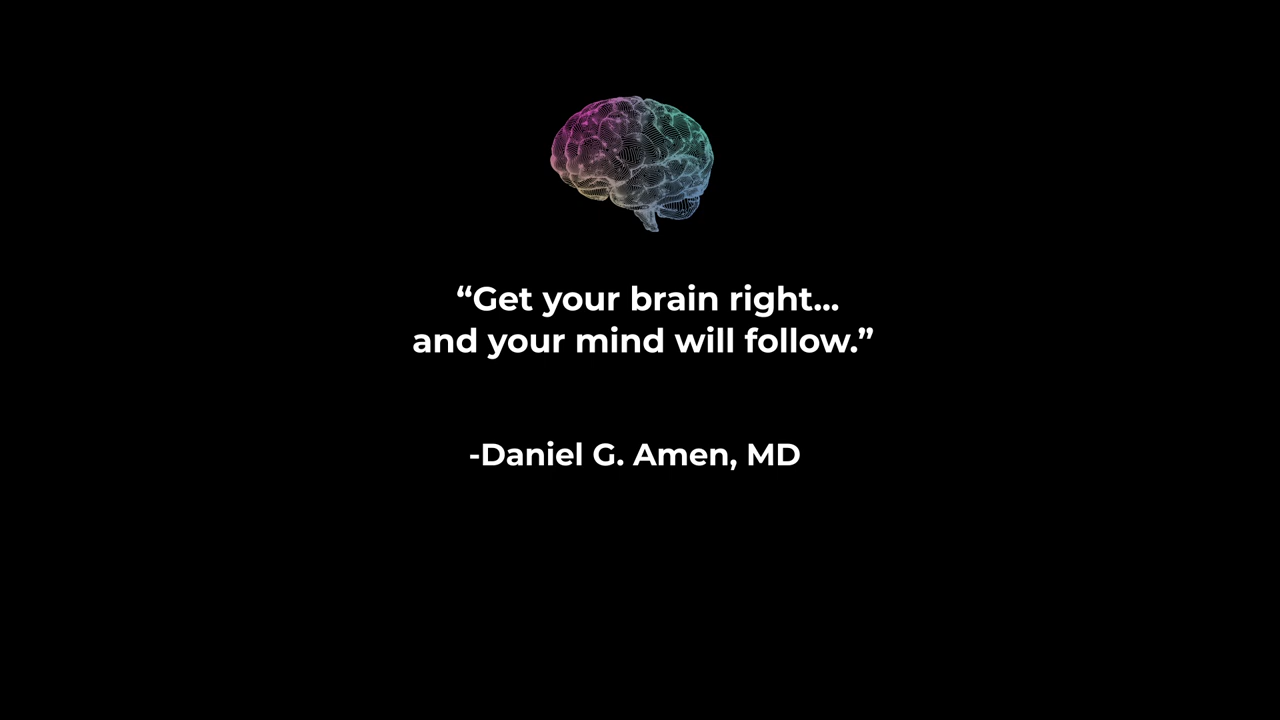 “Get your brain right...
and your mind will follow.”
-Daniel G. Amen, MD